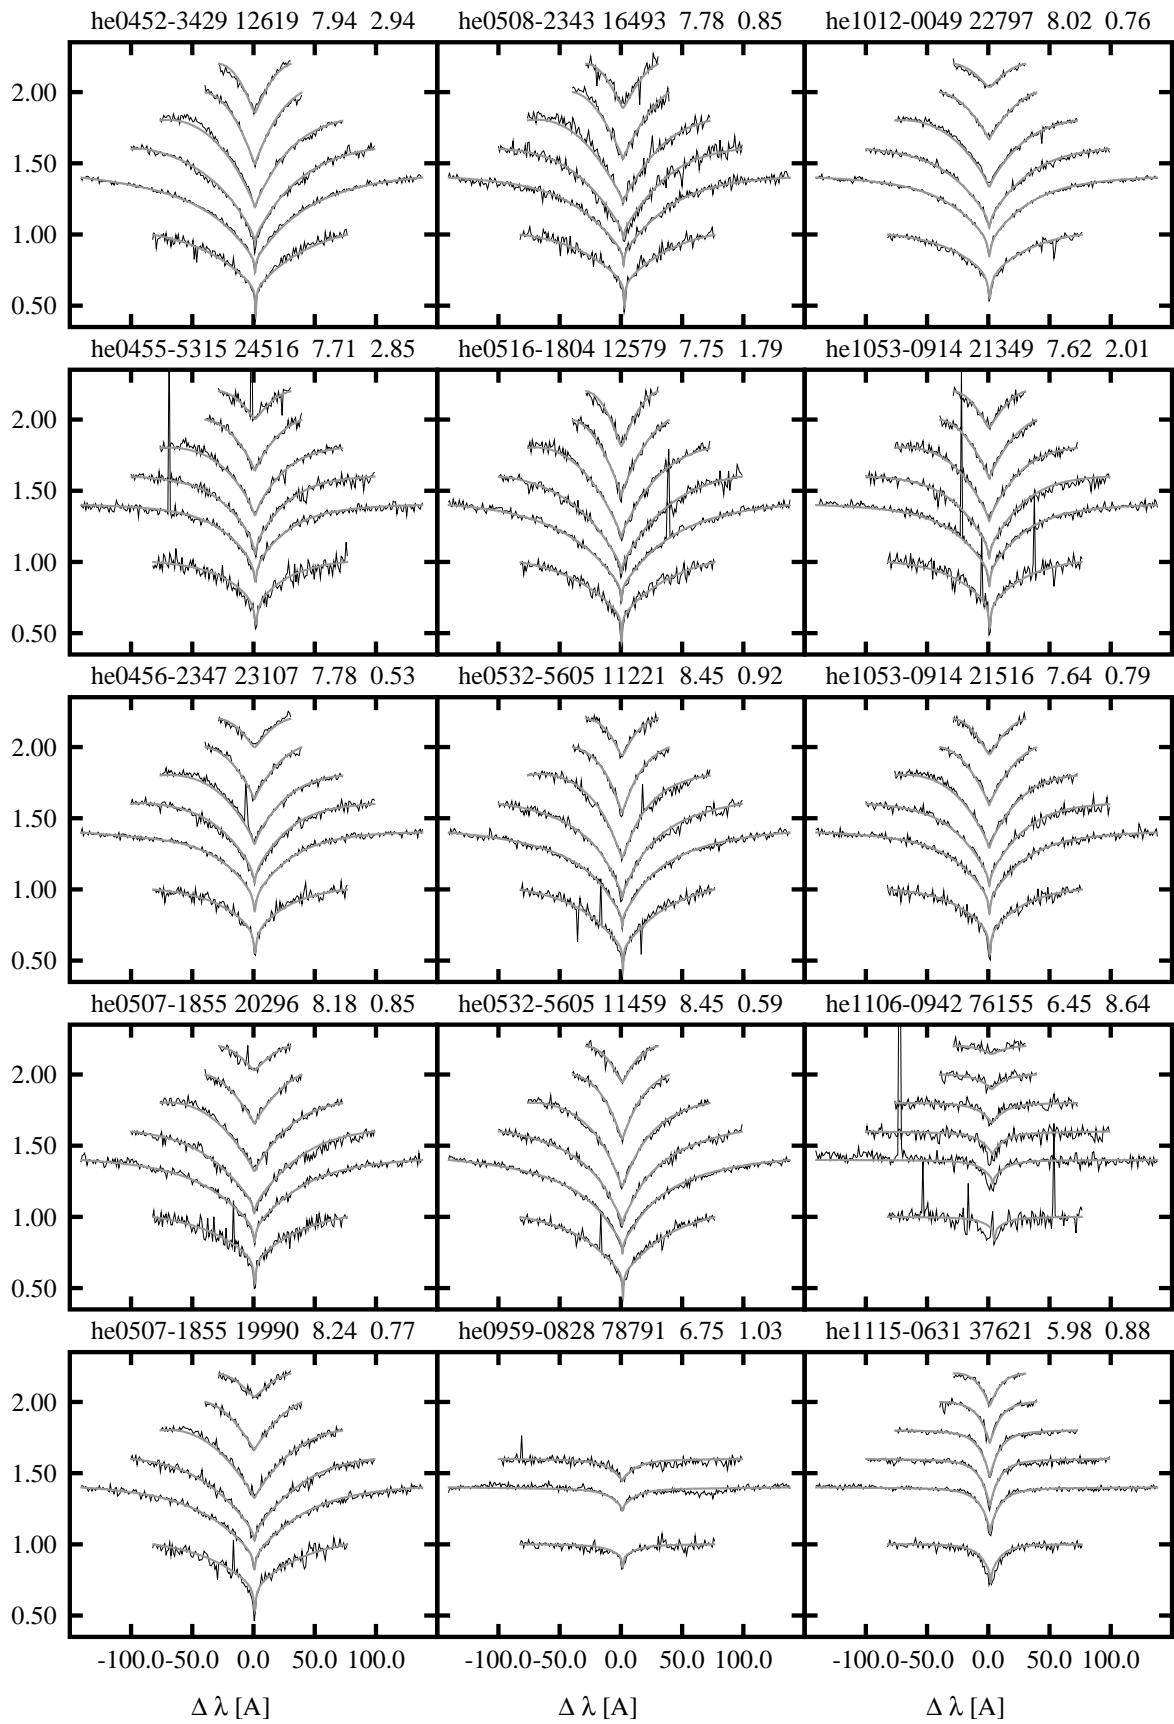 he0452-3429 12619 7.94 2.94
he0508-2343 16493 7.78 0.85
he1012-0049 22797 8.02 0.76
2.00
1.50
1.00
0.50
he0455-5315 24516 7.71 2.85
he0516-1804 12579 7.75 1.79
he1053-0914 21349 7.62 2.01
2.00
1.50
1.00
0.50
he0456-2347 23107 7.78 0.53
he0532-5605 11221 8.45 0.92
he1053-0914 21516 7.64 0.79
2.00
1.50
1.00
0.50
he0507-1855 20296 8.18 0.85
he0532-5605 11459 8.45 0.59
he1106-0942 76155 6.45 8.64
2.00
1.50
1.00
0.50
he0507-1855 19990 8.24 0.77
he0959-0828 78791 6.75 1.03
he1115-0631 37621 5.98 0.88
2.00
1.50
1.00
0.50
-100.0 -50.0 0.0 50.0 100.0
-100.0 -50.0 0.0 50.0 100.0
-100.0 -50.0 0.0 50.0 100.0
Δ λ [A]
Δ λ [A]
Δ λ [A]